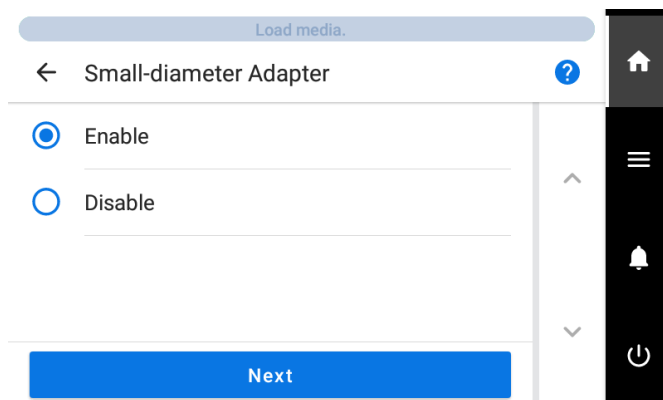 Load media.
Small-diameter Adapter
?
Enable
Disable
Next